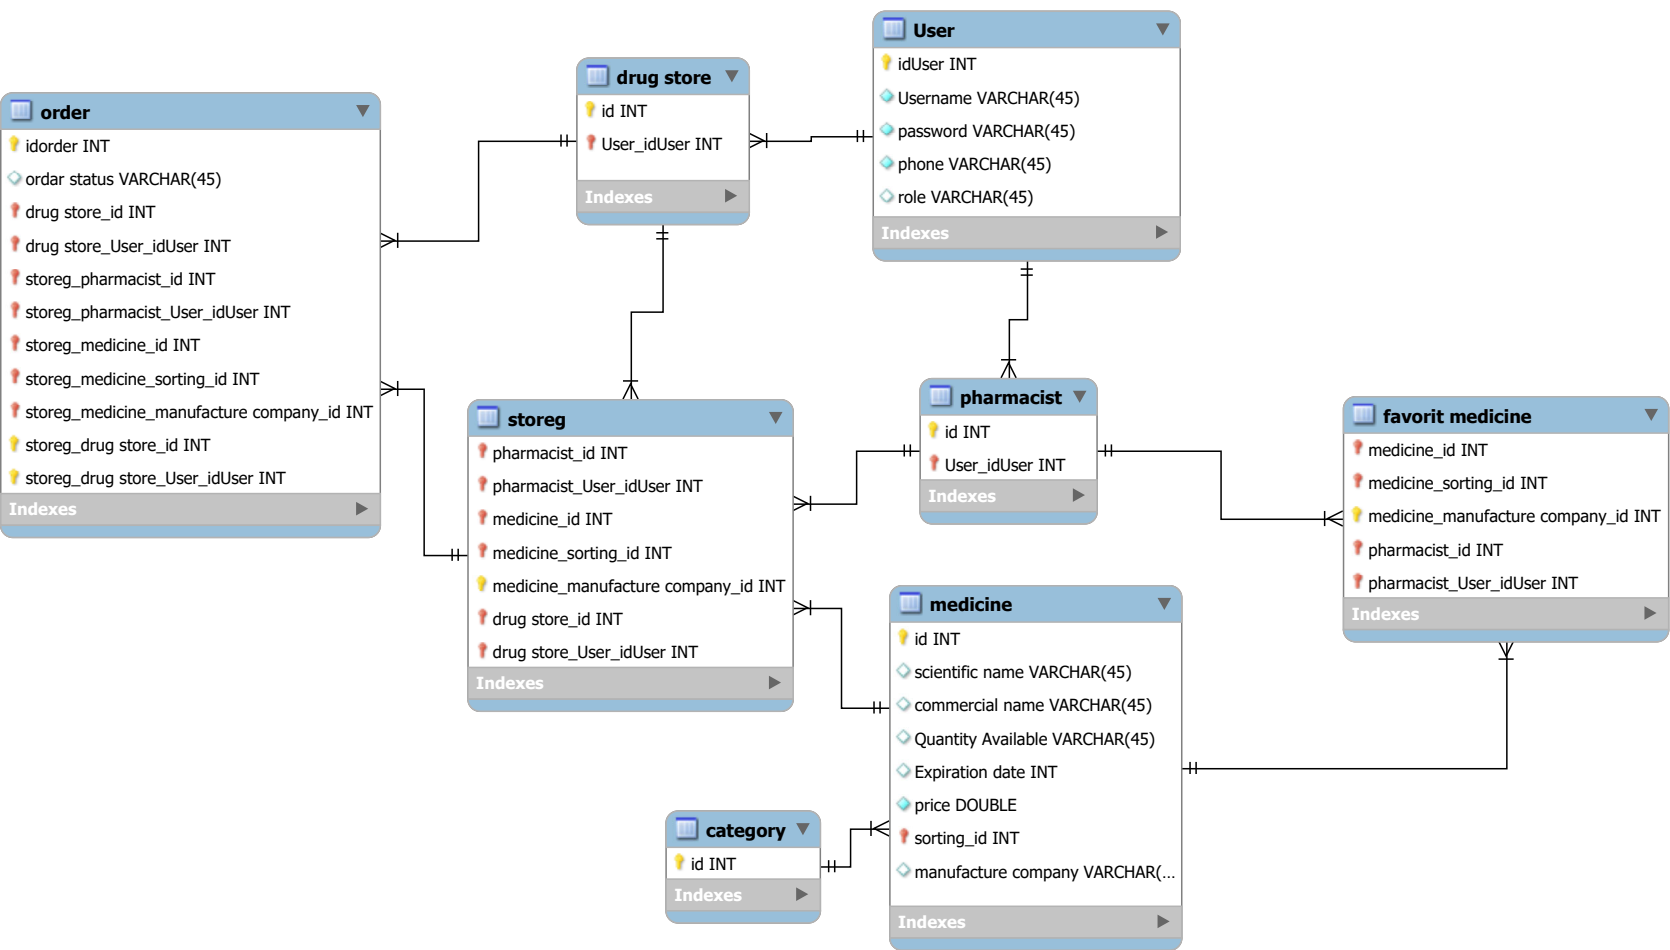 User
idUser INT
Username VARCHAR(45)
password VARCHAR(45)
phone VARCHAR(45)
role VARCHAR(45)
Indexes
drug store
id INT
User_idUser INT
Indexes
order
idorder INT
ordar status VARCHAR(45)
drug store_id INT
drug store_User_idUser INT
storeg_pharmacist_id INT
storeg_pharmacist_User_idUser INT
storeg_medicine_id INT
storeg_medicine_sorting_id INT
storeg_medicine_manufacture company_id INT
storeg_drug store_id INT
storeg_drug store_User_idUser INT
Indexes
storeg
pharmacist_id INT
pharmacist_User_idUser INT
medicine_id INT
medicine_sorting_id INT
medicine_manufacture company_id INT
drug store_id INT
drug store_User_idUser INT
Indexes
pharmacist
id INT
User_idUser INT
Indexes
favorit medicine
medicine_id INT
medicine_sorting_id INT
medicine_manufacture company_id INT
pharmacist_id INT
pharmacist_User_idUser INT
Indexes
medicine
id INT
scientific name VARCHAR(45)
commercial name VARCHAR(45)
Quantity Available VARCHAR(45)
Expiration date INT
price DOUBLE
sorting_id INT
manufacture company VARCHAR(...
Indexes
category
id INT
Indexes